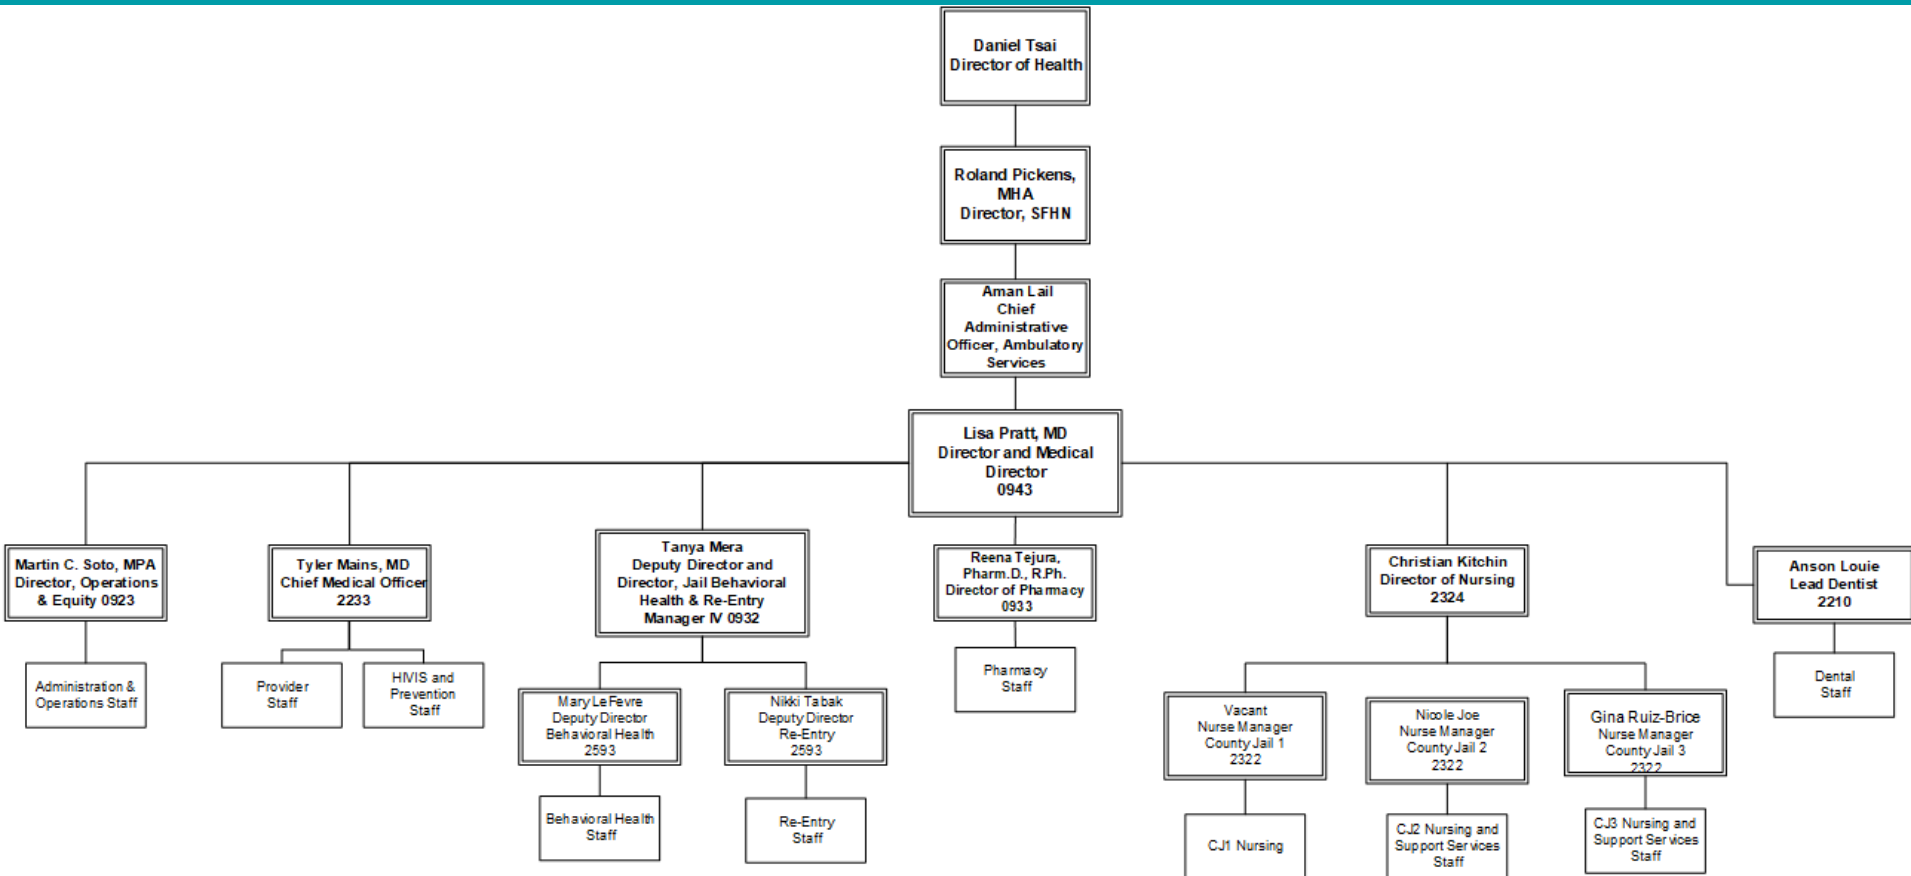 Daniel Tsai
Director of Health
Roland Pickens,
MHA
Director, SFHN
Aman Lail
Chief
Administrative
Officer, Ambulatory
Services
Lisa Pratt, MD
Director and Medical
Director
0943
Martin C. Soto, MPA
Director, Operations
& Equity 0923
Tyler Mains, MD
Chief Medical Officer
2233
Tanya Mera
Deputy Director and
Director, Jail Behavioral
Health & Re-Entry
Manager IV 0932
Reena Tejura,
Pharm.D., R.Ph.
Director of Pharmacy
0933
Christian Kitchin
Director of Nursing
2324
Anson Louie
Lead Dentist
2210
Administration &
Operations Staff
Provider
Staff
HIVIS and
Prevention
Staff
Mary LeFevre
Deputy Director
Behavioral Health
2593
Nikki Tabak
Deputy Director
Re-Entry
2593
Pharmacy
Staff
Vacant
Nurse Manager
County Jail 1
2322
Nicole Joe
Nurse Manager
County Jail 2
2322
Gina Ruiz-Brice
Nurse Manager
County Jail 3
2322
Dental
Staff
Behavioral Health
Staff
Re-Entry
Staff
CJ1 Nursing
CJ2 Nursing and
Support Services
Staff
CJ3 Nursing and
Support Services
Staff